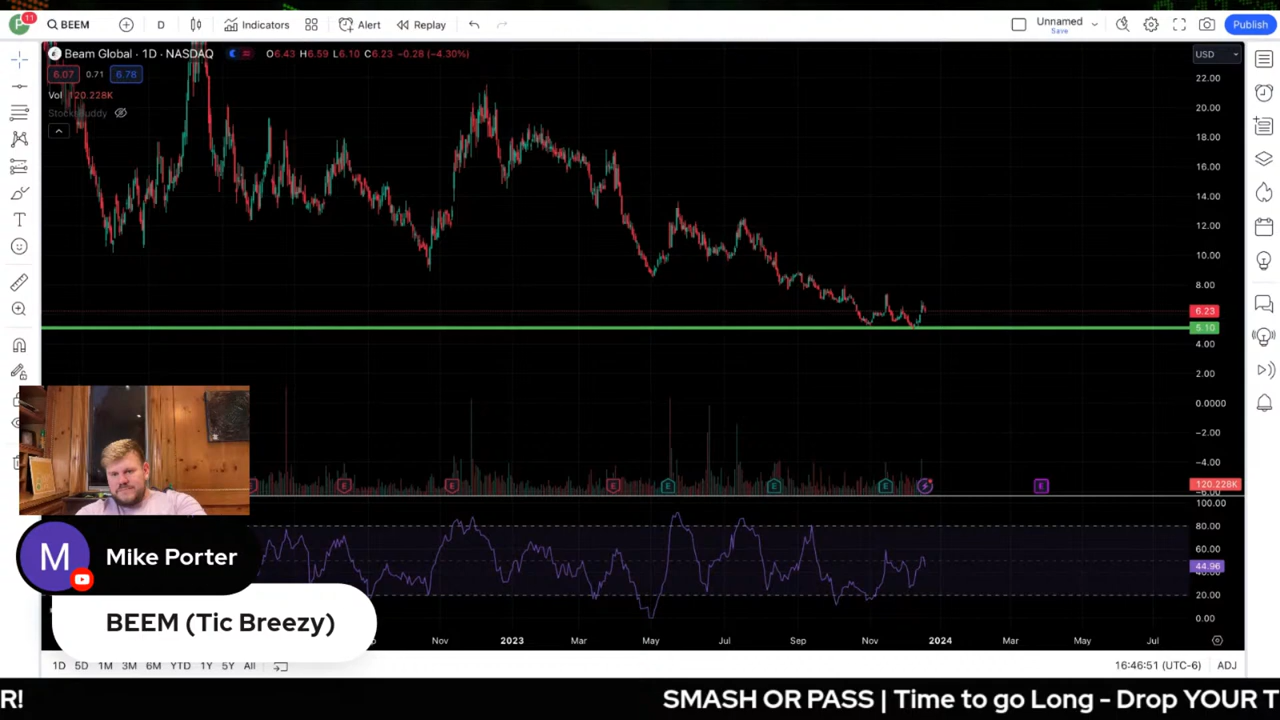 P 11 BEEM D Indicators Alert Replay Unnamed Save Publish
Beam Global · 1D · NASDAQ O6.43 H6.59 L6.10 C6.23 −0.28 (−4.30%) USD
6.07 0.71 6.78
22.00
Vol 120.228K
20.00
18.00
16.00
14.00
12.00
10.00
8.00
6.23
5.10
4.00
2.00
0.0000
−2.00
−4.00
120.228K
100.00
80.00
60.00
44.96
20.00
0.00
M Mike Porter
BEEM (Tic Breezy)
Nov 2023 Mar May Jul Sep Nov 2024 Mar May Jul
1D 5D 1M 3M 6M YTD 1Y 5Y All 16:46:51 (UTC-6) ADJ
R! SMASH OR PASS | Time to go Long - Drop YOUR T